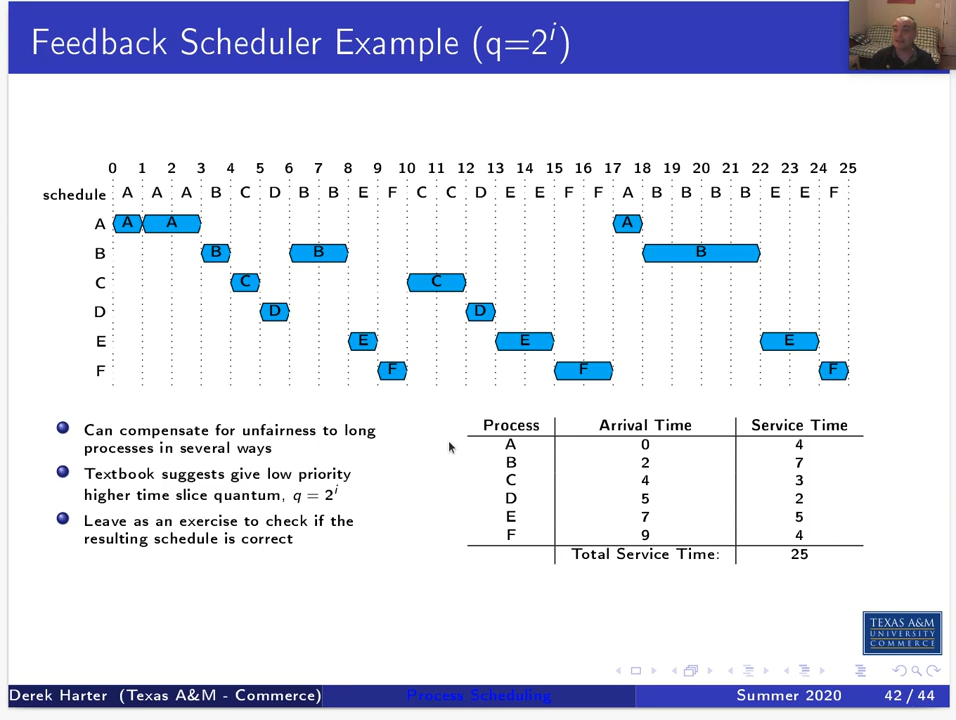 Feedback Scheduler Example (q=2^i)
0 1 2 3 4 5 6 7 8 9 10 11 12 13 14 15 16 17 18 19 20 21 22 23 24 25
schedule A A A B C D B B E F C C D E E F F A B B B B E E F
A A A A
B B B B
C C C
D D D
E E E E
F F F F
Can compensate for unfairness to long
processes in several ways
Textbook suggests give low priority
higher time slice quantum, q = 2^i
Leave as an exercise to check if the
resulting schedule is correct
Process Arrival Time Service Time
A 0 4
B 2 7
C 4 3
D 5 2
E 7 5
F 9 4
Total Service Time: 25
TEXAS A&M
UNIVERSITY
COMMERCE
Derek Harter (Texas A&M - Commerce) Process Scheduling Summer 2020 42 / 44